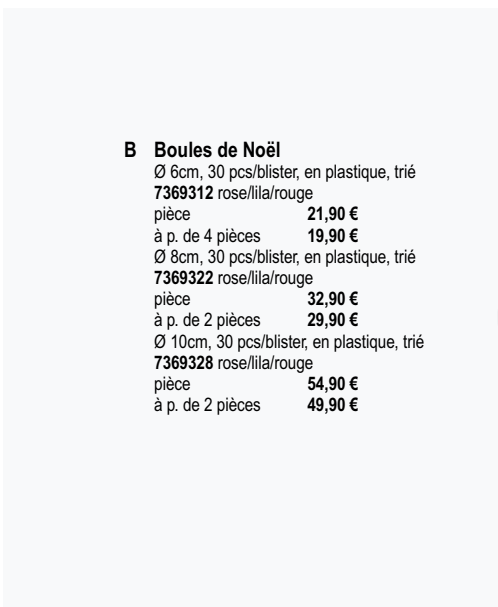 B Boules de Noël
Ø 6cm, 30 pcs/blister, en plastique, trié
7369312 rose/lila/rouge
pièce 21,90 €
à p. de 4 pièces 19,90 €
Ø 8cm, 30 pcs/blister, en plastique, trié
7369322 rose/lila/rouge
pièce 32,90 €
à p. de 2 pièces 29,90 €
Ø 10cm, 30 pcs/blister, en plastique, trié
7369328 rose/lila/rouge
pièce 54,90 €
à p. de 2 pièces 49,90 €